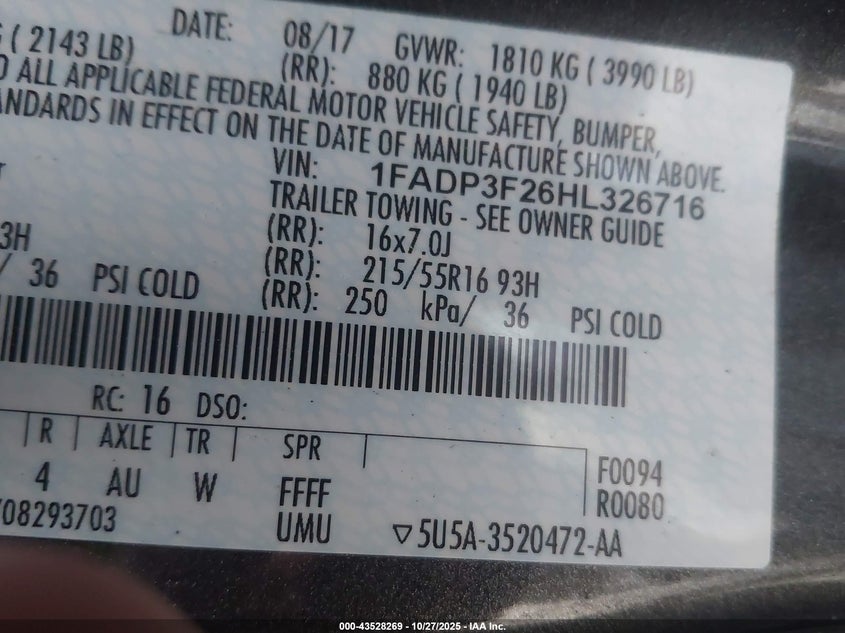 DATE: 08/17 GVWR: 1810 KG ( 3990 LB)
( 2143 LB) (RR): 880 KG ( 1940 LB)
ALL APPLICABLE FEDERAL MOTOR VEHICLE SAFETY, BUMPER,
ANDARDS IN EFFECT ON THE DATE OF MANUFACTURE SHOWN ABOVE.
VIN: 1FADP3F26HL326716
TRAILER TOWING - SEE OWNER GUIDE
(RR): 16x7.0J
3H (RR): 215/55R16 93H
/ 36 PSI COLD (RR): 250 kPa/ 36 PSI COLD
RC: 16 DSO:
R AXLE TR SPR
4 AU W FFFF F0094
UMU R0080
08293703 ▽5U5A-3520472-AA
000-43528269 - 10/27/2025 - IAA Inc.